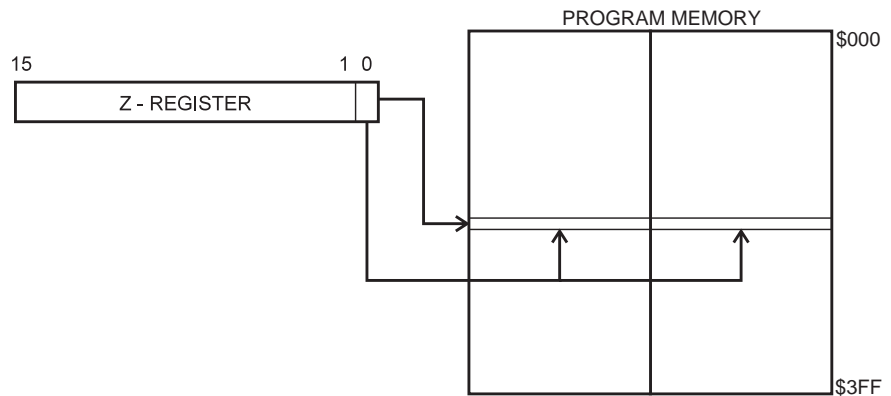 PROGRAM MEMORY
$000
15 1 0
Z - REGISTER
$3FF